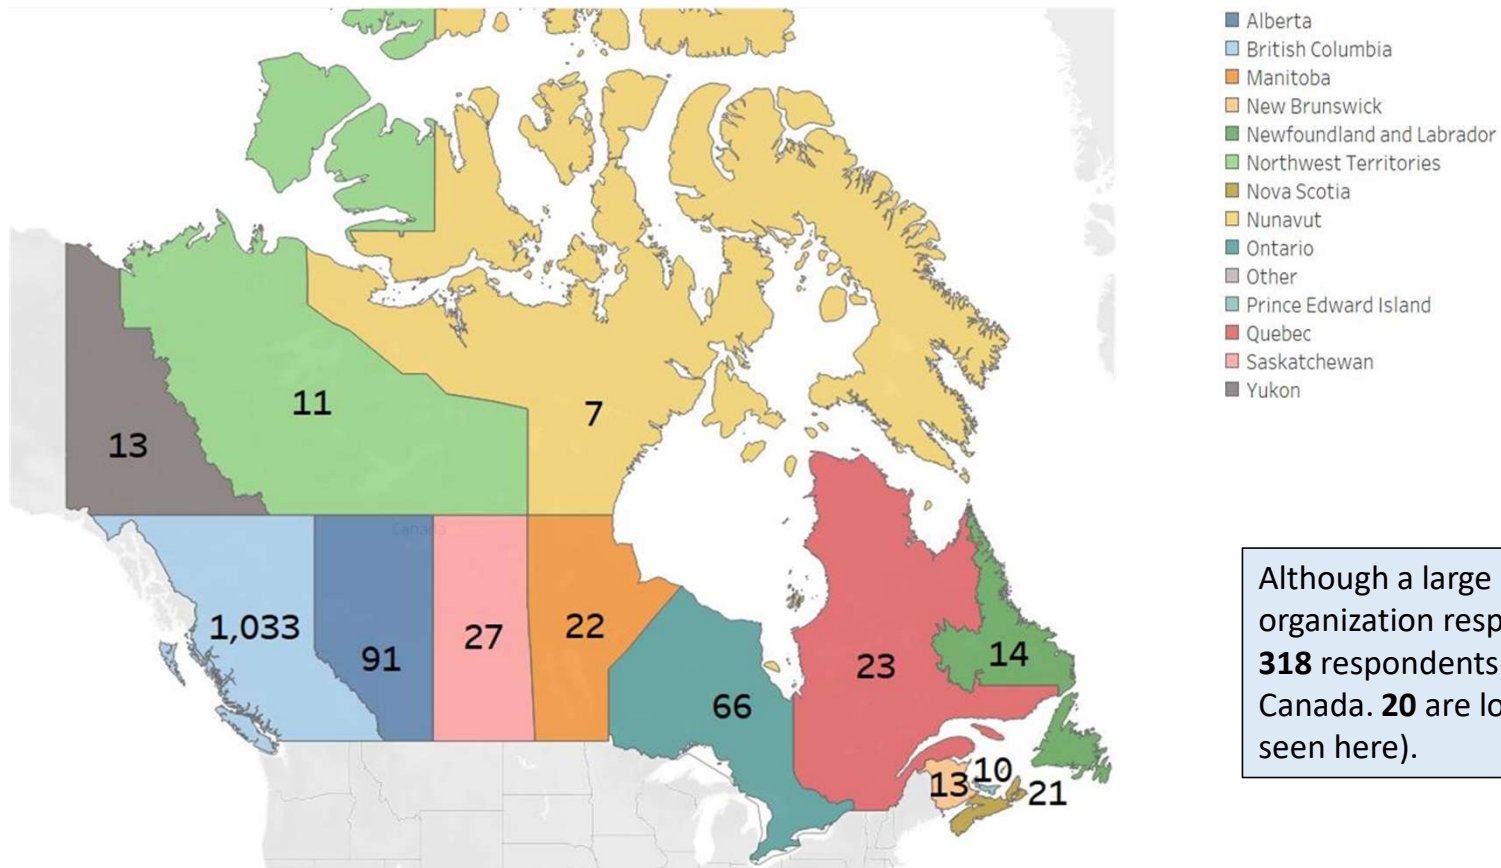 Alberta
British Columbia
Manitoba
New Brunswick
Newfoundland and Labrador
Northwest Territories
Nova Scotia
Nunavut
Ontario
Other
Prince Edward Island
Quebec
Saskatchewan
Yukon
11
7
13
Canada
1,033
91
27
22
66
23
14
13
10
21
Although a large
organization
318 respondents
Canada. 20 are
seen here).